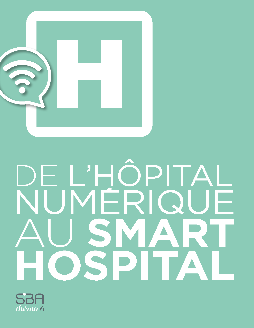 H
DE L'HÔPITAL
NUMÉRIQUE
AU SMART
HOSPITAL
SBA